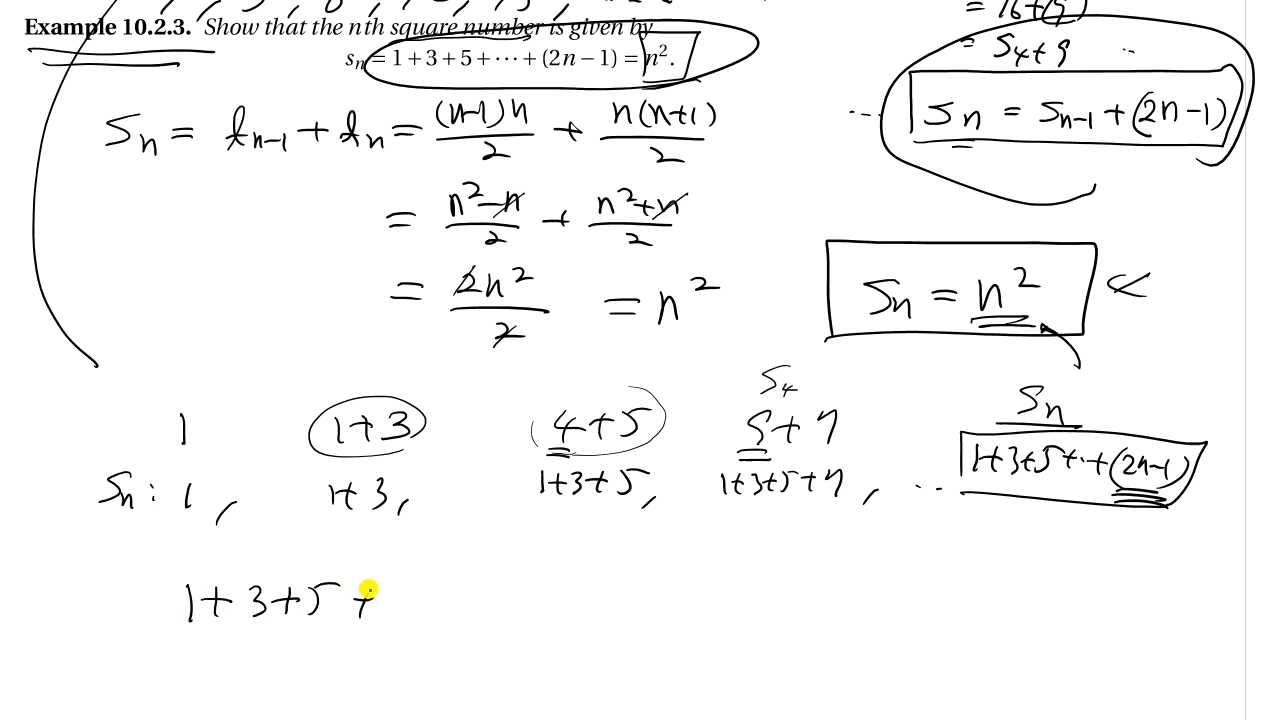 = 16+(9)
Example 10.2.3. Show that the nth square number is given by
= S₄+9 ..
sₙ = 1+3+5+⋯+(2n−1) = n².
... Sₙ = Sₙ₋₁ + (2n−1)
Sₙ = tₙ₋₁ + tₙ = (n−1)n/2 + n(n+1)/2
= n²−n/2 + n²+n/2
= 2n²/2 = n²
Sₙ = n² <
S₄
Sₙ
1 1+3 4+5 9+7
1+3+5+..+(2n−1)
Sₙ : 1, 1+3, 1+3+5, 1+3+5+7, ...
1+3+5+